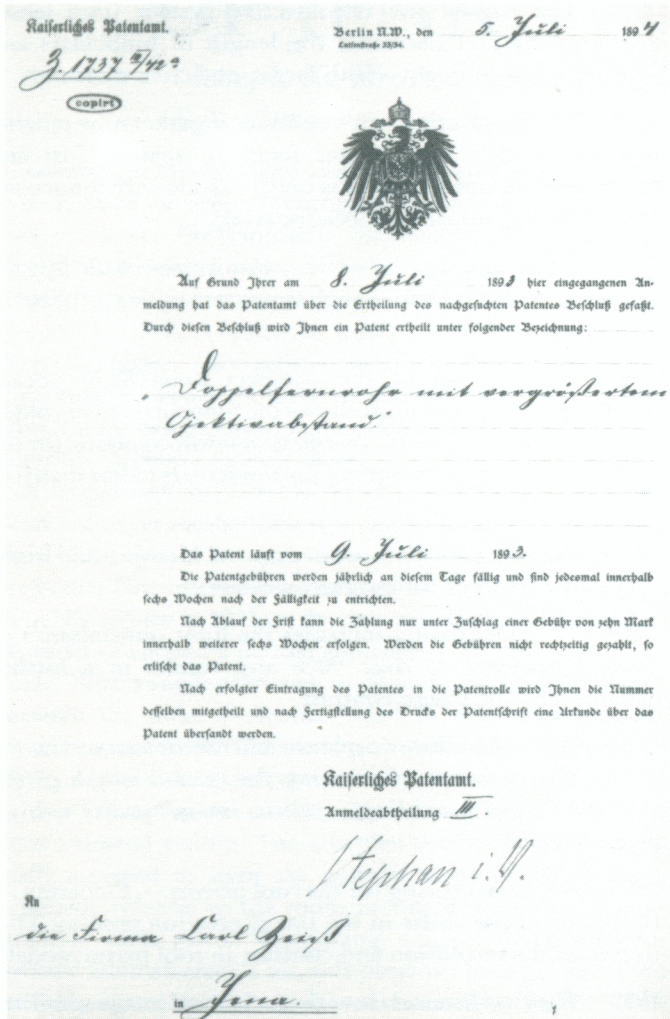 Kaiserliches Patentamt.
Berlin N.W., den 5. Juli 1894
Luisenstraße 33/34.
Z. 1737 III/42a
copirt
Auf Grund Ihrer am 8. Juli 1893 hier eingegangenen An-
meldung hat das Patentamt über die Ertheilung des nachgesuchten Patentes Beschluß gefaßt.
Durch diesen Beschluß wird Ihnen ein Patent ertheilt unter folgender Bezeichnung:
„Doppelfernrohr mit vergrößertem
Ojektivabstand."
Das Patent läuft vom 9. Juli 1893.
Die Patentgebühren werden jährlich an diesem Tage fällig und sind jedesmal innerhalb
sechs Wochen nach der Fälligkeit zu entrichten.
Nach Ablauf der Frist kann die Zahlung nur unter Zuschlag einer Gebühr von zehn Mark
innerhalb weiterer sechs Wochen erfolgen. Werden die Gebühren nicht rechtzeitig gezahlt, so
erlischt das Patent.
Nach erfolgter Eintragung des Patentes in die Patentrolle wird Ihnen die Nummer
desselben mitgetheilt und nach Fertigstellung des Drucks der Patentschrift eine Urkunde über das
Patent übersandt werden.
Kaiserliches Patentamt.
Anmeldeabtheilung III.
Stephan i.V.
An
die Firma Carl Zeiß
in Jena.